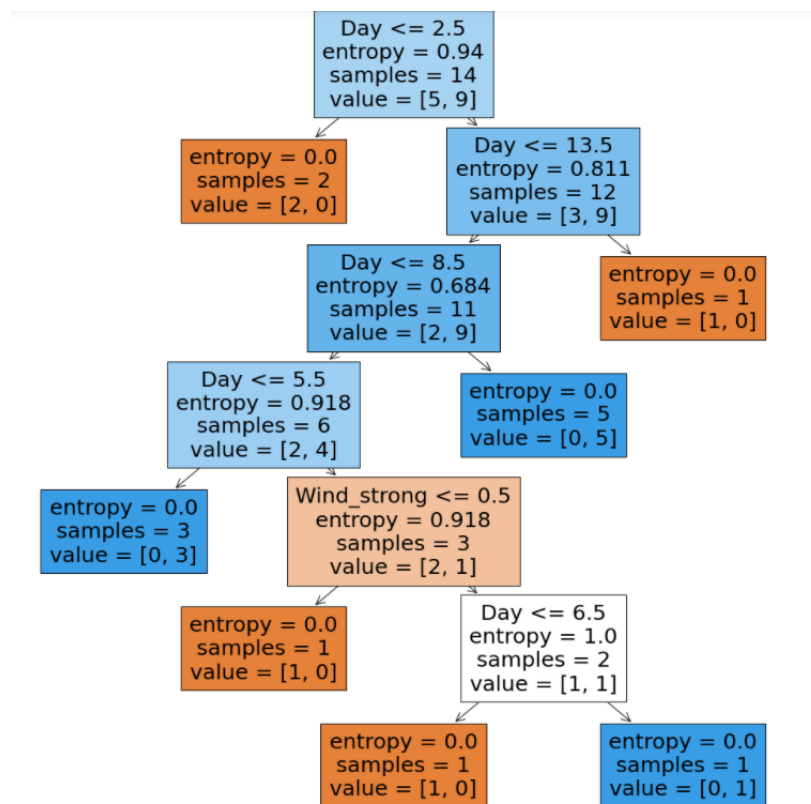 Day <= 2.5
entropy = 0.94
samples = 14
value = [5, 9]
entropy = 0.0
samples = 2
value = [2, 0]
Day <= 13.5
entropy = 0.811
samples = 12
value = [3, 9]
Day <= 8.5
entropy = 0.684
samples = 11
value = [2, 9]
entropy = 0.0
samples = 1
value = [1, 0]
Day <= 5.5
entropy = 0.918
samples = 6
value = [2, 4]
entropy = 0.0
samples = 5
value = [0, 5]
entropy = 0.0
samples = 3
value = [0, 3]
Wind_strong <= 0.5
entropy = 0.918
samples = 3
value = [2, 1]
entropy = 0.0
samples = 1
value = [1, 0]
Day <= 6.5
entropy = 1.0
samples = 2
value = [1, 1]
entropy = 0.0
samples = 1
value = [1, 0]
entropy = 0.0
samples = 1
value = [0, 1]